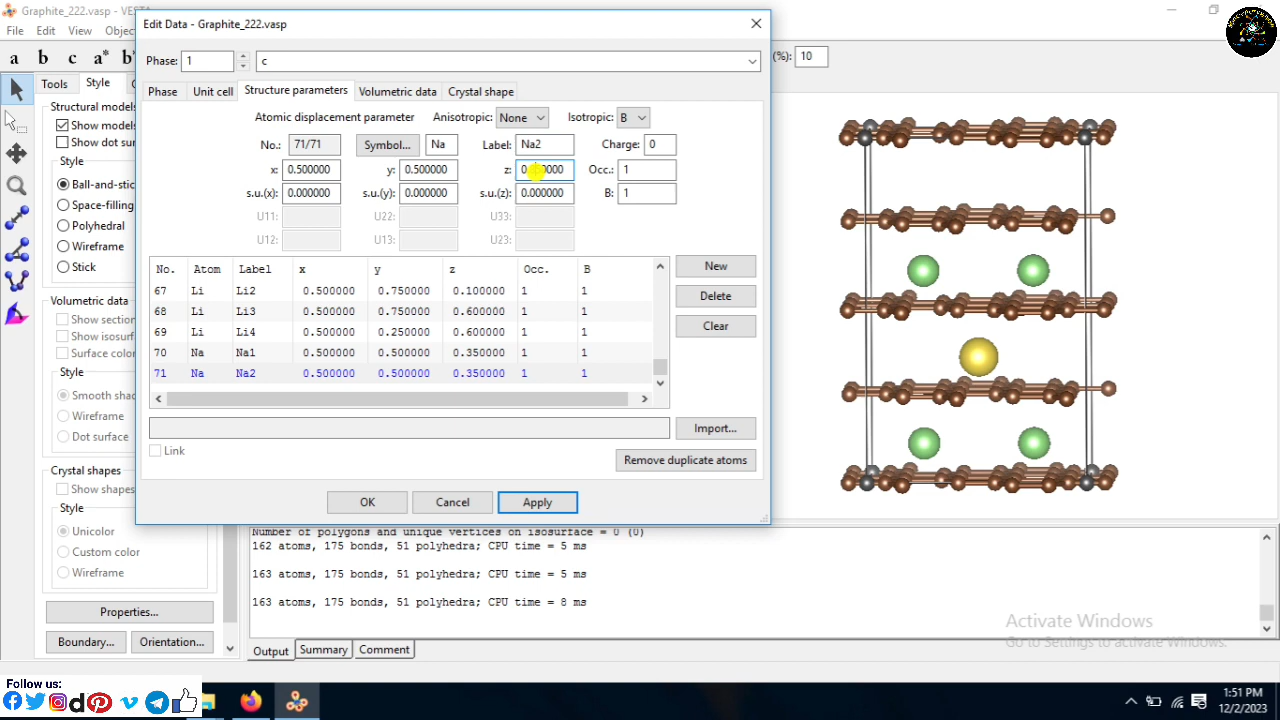 Graphite_222.vasp - VESTA
Edit Data - Graphite_222.vasp
File Edit View
Phase: 1 c
(%): 10
a b c a*
Tools Style
Phase Unit cell Structure parameters Volumetric data Crystal shape
Structural models
Show models
Show dot sur
Style
Ball-and-stic
Space-filling
Polyhedral
Wireframe
Stick
Volumetric data
Show section
Show isosurf
Surface color
Style
Smooth shac
Wireframe
Dot surface
Crystal shapes
Show shapes
Style
Unicolor
Custom color
Wireframe
Properties...
Boundary... Orientation...
Atomic displacement parameter Anisotropic: None Isotropic: B
No.: 71/71 Symbol... Na Label: Na2 Charge: 0
x: 0.500000 y: 0.500000 z: Occ.: 1
s.u.(x): 0.000000 s.u.(y): 0.000000 s.u.(z): 0.000000 B: 1
U11: U22: U33:
U12: U13: U23:
No. Atom Label x y z Occ. B
67 Li Li2 0.500000 0.750000 0.100000 1 1
68 Li Li3 0.500000 0.750000 0.600000 1 1
69 Li Li4 0.500000 0.250000 0.600000 1 1
70 Na Na1 0.500000 0.500000 0.350000 1 1
71 Na Na2 0.500000 0.500000 0.350000 1 1
New
Delete
Clear
Import...
Link
Remove duplicate atoms
OK Cancel Apply
Number of polygons and unique vertices on isosurface = 0 (0)
162 atoms, 175 bonds, 51 polyhedra; CPU time = 5 ms
163 atoms, 175 bonds, 51 polyhedra; CPU time = 5 ms
163 atoms, 175 bonds, 51 polyhedra; CPU time = 8 ms
Activate Windows
Go to Settings to activate Windows.
Output Summary Comment
Follow us:
1:51 PM
12/2/2023